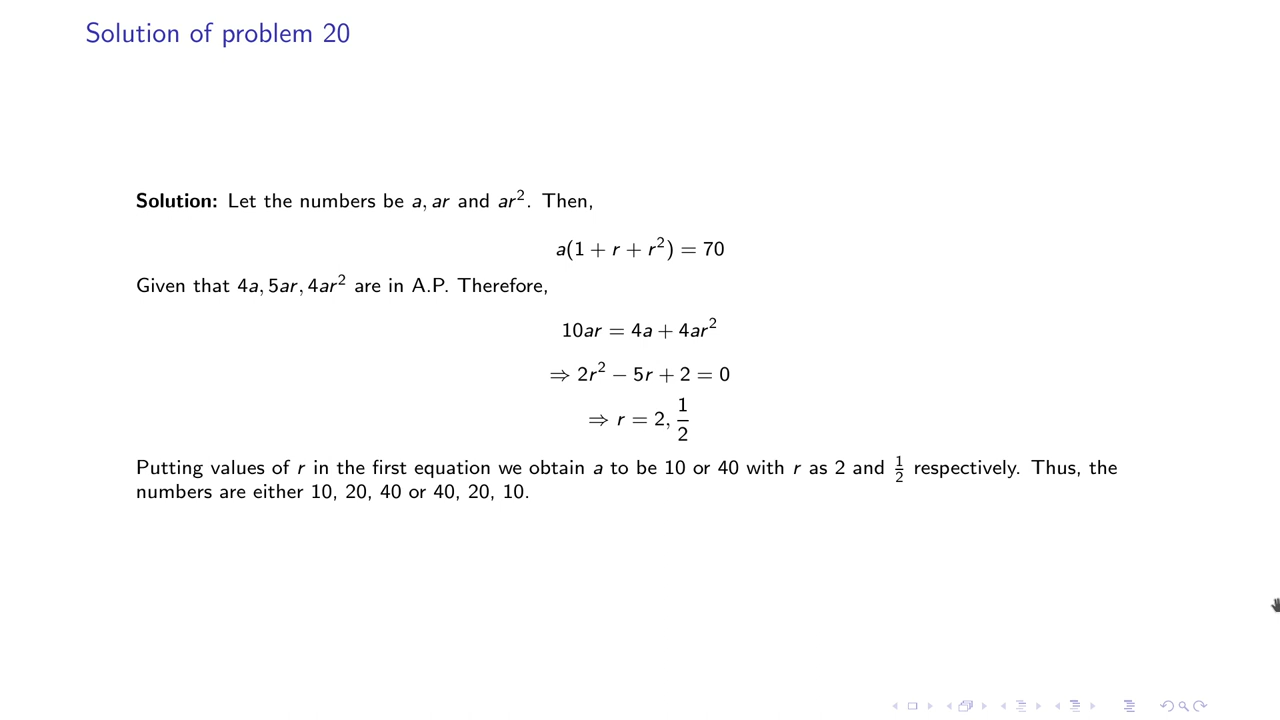 Solution of problem 20
Solution: Let the numbers be a, ar and ar². Then,
a(1 + r + r²) = 70
Given that 4a, 5ar, 4ar² are in A.P. Therefore,
10ar = 4a + 4ar²
⇒ 2r² − 5r + 2 = 0
⇒ r = 2, 1/2
Putting values of r in the first equation we obtain a to be 10 or 40 with r as 2 and 1/2 respectively. Thus, the
numbers are either 10, 20, 40 or 40, 20, 10.